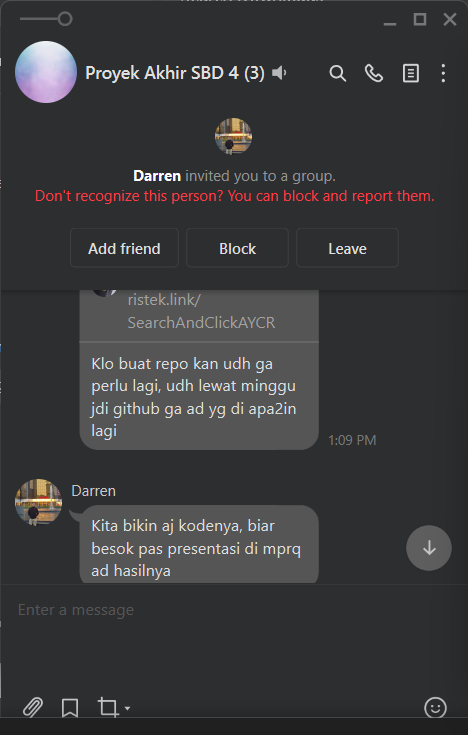 Proyek Akhir SBD 4 (3)
Darren invited you to a group.
Don't recognize this person? You can block and report them.
Add friend
Block
Leave
ristek.link/
SearchAndClickAYCR
Klo buat repo kan udh ga
perlu lagi, udh lewat minggu
jdi github ga ad yg di apa2in
lagi
1:09 PM
Darren
Kita bikin aj kodenya, biar
besok pas presentasi di mprq
ad hasilnya
Enter a message